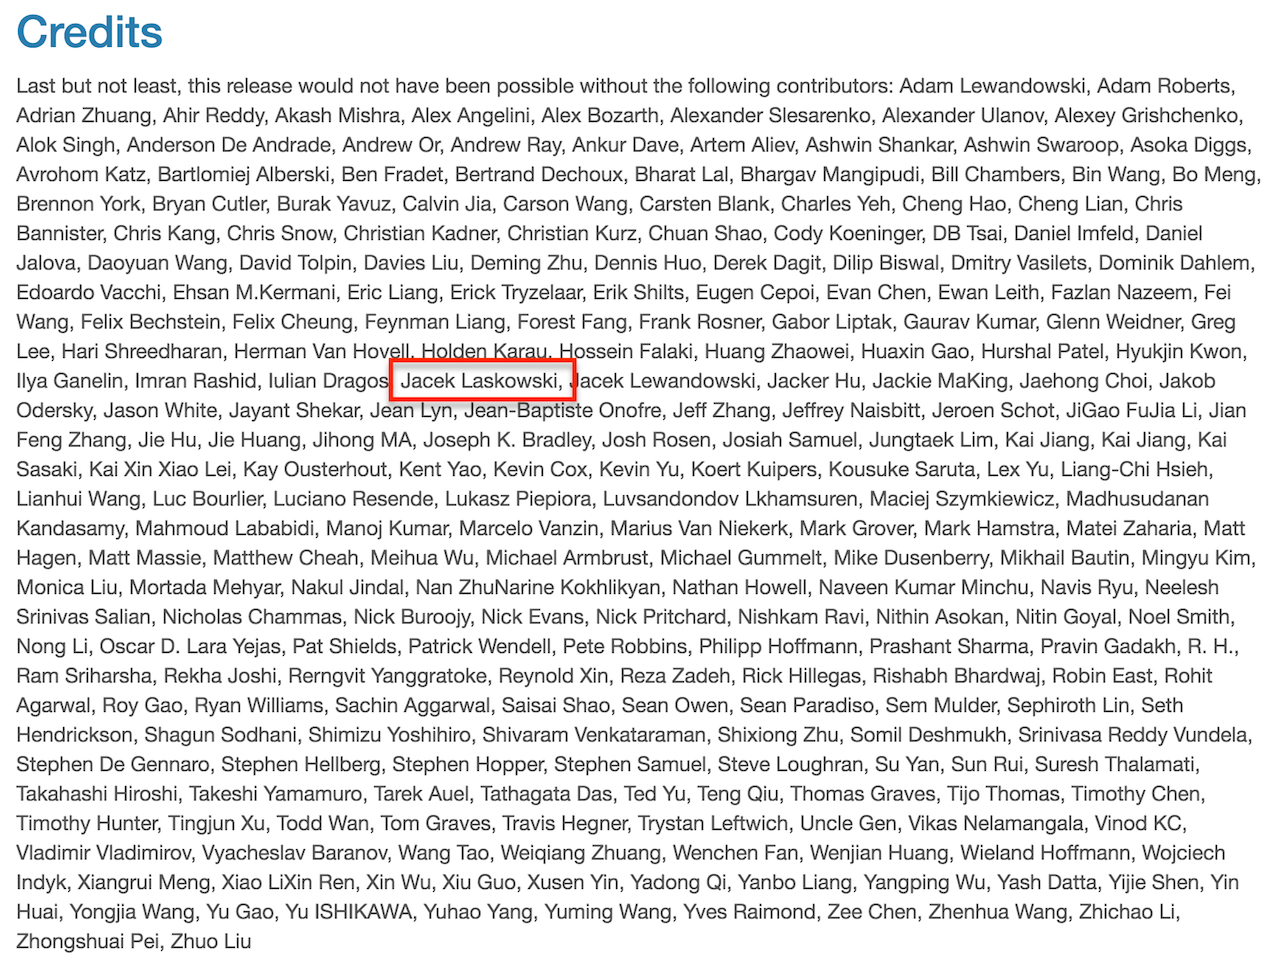 Credits
Last but not least, this release would not have been possible without the following contributors: Adam Lewandowski, Adam Roberts,
Adrian Zhuang, Ahir Reddy, Akash Mishra, Alex Angelini, Alex Bozarth, Alexander Slesarenko, Alexander Ulanov, Alexey Grishchenko,
Alok Singh, Anderson De Andrade, Andrew Or, Andrew Ray, Ankur Dave, Artem Aliev, Ashwin Shankar, Ashwin Swaroop, Asoka Diggs,
Avrohom Katz, Bartlomiej Alberski, Ben Fradet, Bertrand Dechoux, Bharat Lal, Bhargav Mangipudi, Bill Chambers, Bin Wang, Bo Meng,
Brennon York, Bryan Cutler, Burak Yavuz, Calvin Jia, Carson Wang, Carsten Blank, Charles Yeh, Cheng Hao, Cheng Lian, Chris
Bannister, Chris Kang, Chris Snow, Christian Kadner, Christian Kurz, Chuan Shao, Cody Koeninger, DB Tsai, Daniel Imfeld, Daniel
Jalova, Daoyuan Wang, David Tolpin, Davies Liu, Deming Zhu, Dennis Huo, Derek Dagit, Dilip Biswal, Dmitry Vasilets, Dominik Dahlem,
Edoardo Vacchi, Ehsan M.Kermani, Eric Liang, Erick Tryzelaar, Erik Shilts, Eugen Cepoi, Evan Chen, Ewan Leith, Fazlan Nazeem, Fei
Wang, Felix Bechstein, Felix Cheung, Feynman Liang, Forest Fang, Frank Rosner, Gabor Liptak, Gaurav Kumar, Glenn Weidner, Greg
Lee, Hari Shreedharan, Herman Van Hovell, Holden Karau, Hossein Falaki, Huang Zhaowei, Huaxin Gao, Hurshal Patel, Hyukjin Kwon,
Ilya Ganelin, Imran Rashid, Iulian Dragos, Jacek Laskowski, Jacek Lewandowski, Jacker Hu, Jackie MaKing, Jaehong Choi, Jakob
Odersky, Jason White, Jayant Shekar, Jean Lyn, Jean-Baptiste Onofre, Jeff Zhang, Jeffrey Naisbitt, Jeroen Schot, JiGao FuJia Li, Jian
Feng Zhang, Jie Hu, Jie Huang, Jihong MA, Joseph K. Bradley, Josh Rosen, Josiah Samuel, Jungtaek Lim, Kai Jiang, Kai Jiang, Kai
Sasaki, Kai Xin Xiao Lei, Kay Ousterhout, Kent Yao, Kevin Cox, Kevin Yu, Koert Kuipers, Kousuke Saruta, Lex Yu, Liang-Chi Hsieh,
Lianhui Wang, Luc Bourlier, Luciano Resende, Lukasz Piepiora, Luvsandondov Lkhamsuren, Maciej Szymkiewicz, Madhusudanan
Kandasamy, Mahmoud Lababidi, Manoj Kumar, Marcelo Vanzin, Marius Van Niekerk, Mark Grover, Mark Hamstra, Matei Zaharia, Matt
Hagen, Matt Massie, Matthew Cheah, Meihua Wu, Michael Armbrust, Michael Gummelt, Mike Dusenberry, Mikhail Bautin, Mingyu Kim,
Monica Liu, Mortada Mehyar, Nakul Jindal, Nan ZhuNarine Kokhlikyan, Nathan Howell, Naveen Kumar Minchu, Navis Ryu, Neelesh
Srinivas Salian, Nicholas Chammas, Nick Buroojy, Nick Evans, Nick Pritchard, Nishkam Ravi, Nithin Asokan, Nitin Goyal, Noel Smith,
Nong Li, Oscar D. Lara Yejas, Pat Shields, Patrick Wendell, Pete Robbins, Philipp Hoffmann, Prashant Sharma, Pravin Gadakh, R. H.,
Ram Sriharsha, Rekha Joshi, Rerngvit Yanggratoke, Reynold Xin, Reza Zadeh, Rick Hillegas, Rishabh Bhardwaj, Robin East, Rohit
Agarwal, Roy Gao, Ryan Williams, Sachin Aggarwal, Saisai Shao, Sean Owen, Sean Paradiso, Sem Mulder, Sephiroth Lin, Seth
Hendrickson, Shagun Sodhani, Shimizu Yoshihiro, Shivaram Venkataraman, Shixiong Zhu, Somil Deshmukh, Srinivasa Reddy Vundela,
Stephen De Gennaro, Stephen Hellberg, Stephen Hopper, Stephen Samuel, Steve Loughran, Su Yan, Sun Rui, Suresh Thalamati,
Takahashi Hiroshi, Takeshi Yamamuro, Tarek Auel, Tathagata Das, Ted Yu, Teng Qiu, Thomas Graves, Tijo Thomas, Timothy Chen,
Timothy Hunter, Tingjun Xu, Todd Wan, Tom Graves, Travis Hegner, Trystan Leftwich, Uncle Gen, Vikas Nelamangala, Vinod KC,
Vladimir Vladimirov, Vyacheslav Baranov, Wang Tao, Weiqiang Zhuang, Wenchen Fan, Wenjian Huang, Wieland Hoffmann, Wojciech
Indyk, Xiangrui Meng, Xiao LiXin Ren, Xin Wu, Xiu Guo, Xusen Yin, Yadong Qi, Yanbo Liang, Yangping Wu, Yash Datta, Yijie Shen, Yin
Huai, Yongjia Wang, Yu Gao, Yu ISHIKAWA, Yuhao Yang, Yuming Wang, Yves Raimond, Zee Chen, Zhenhua Wang, Zhichao Li,
Zhongshuai Pei, Zhuo Liu